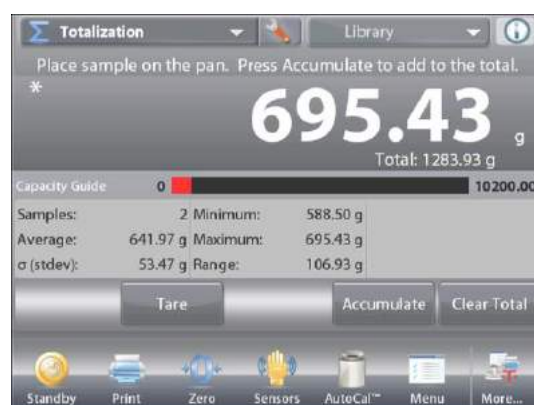 Σ Totalization Library
Place sample on the pan. Press Accumulate to add to the total.
*
695.43 g
Total: 1283.93 g
Capacity Guide 0 10200.00
Samples: 2 Minimum: 588.50 g
Average: 641.97 g Maximum: 695.43 g
σ (stdev): 53.47 g Range: 106.93 g
Tare Accumulate Clear Total
Standby Print Zero Sensors AutoCal™ Menu More...